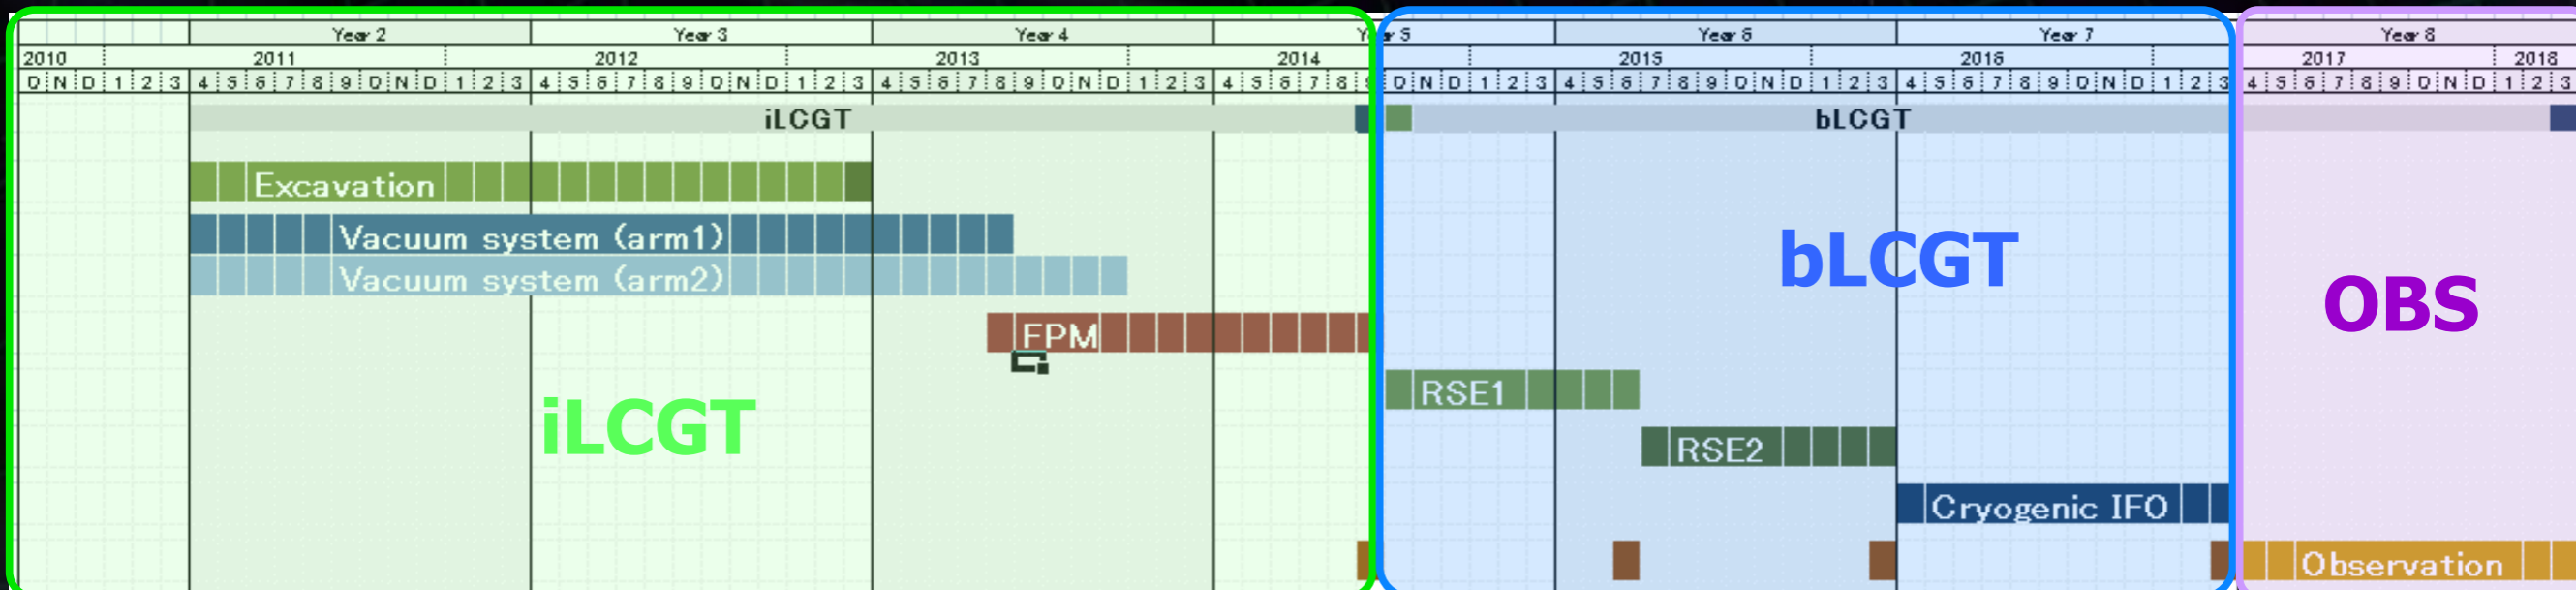 Year 2 Year 3 Year 4 Year 5 Year 6 Year 7 Year 8
2010 2011 2012 2013 2014 2015 2016 2017 2018
O N D 1 2 3 4 5 6 7 8 9 O N D 1 2 3 4 5 6 7 8 9 O N D 1 2 3 4 5 6 7 8 9 O N D 1 2 3 4 5 6 7 8 9 O N D 1 2 3 4 5 6 7 8 9 O N D 1 2 3 4 5 6 7 8 9 O N D 1 2 3 4 5 6 7 8 9 O N D 1 2 3
iLCGT bLCGT
Excavation
Vacuum system (arm1)
Vacuum system (arm2)
FPM
RSE1
RSE2
Cryogenic IFO
Observation
iLCGT
bLCGT
OBS